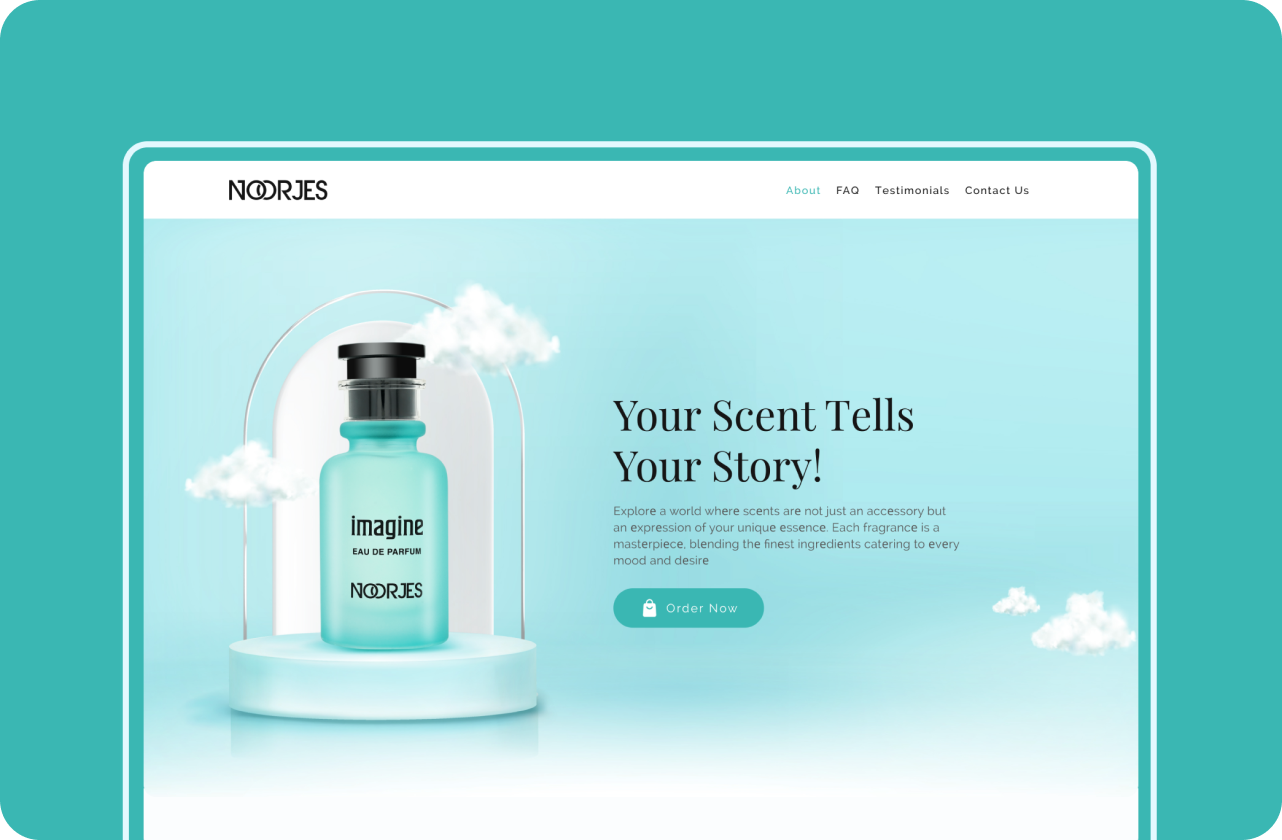 NOORJES
About FAQ Testimonials Contact Us
Your Scent Tells
Your Story!
Explore a world where scents are not just an accessory but
an expression of your unique essence. Each fragrance is a
masterpiece, blending the finest ingredients catering to every
mood and desire
Order Now
imagine
EAU DE PARFUM
NOORJES